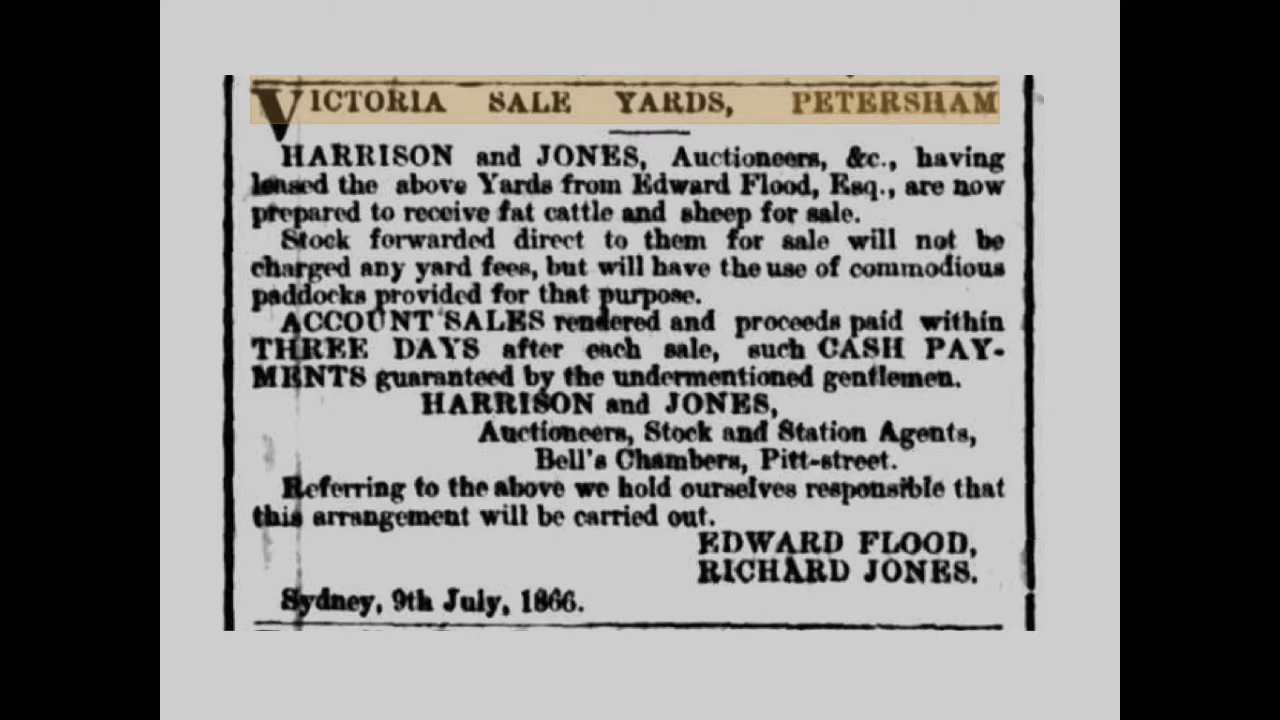 VICTORIA SALE YARDS, PETERSHAM
HARRISON and JONES, Auctioneers, &c., having
leased the above Yards from Edward Flood, Esq., are now
prepared to receive fat cattle and sheep for sale.
Stock forwarded direct to them for sale will not be
charged any yard fees, but will have the use of commodious
paddocks provided for that purpose.
ACCOUNT SALES rendered and proceeds paid within
THREE DAYS after each sale, such CASH PAY-
MENTS guaranteed by the undermentioned gentlemen.
HARRISON and JONES,
Auctioneers, Stock and Station Agents,
Bell's Chambers, Pitt-street.
Referring to the above we hold ourselves responsible that
this arrangement will be carried out.
EDWARD FLOOD,
RICHARD JONES.
Sydney, 9th July, 1866.